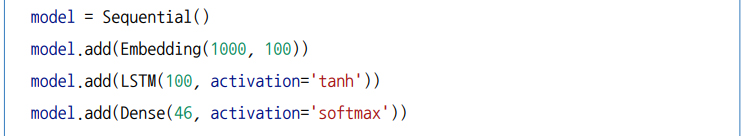 model = Sequential()
model.add(Embedding(1000, 100))
model.add(LSTM(100, activation='tanh'))
model.add(Dense(46, activation='softmax'))